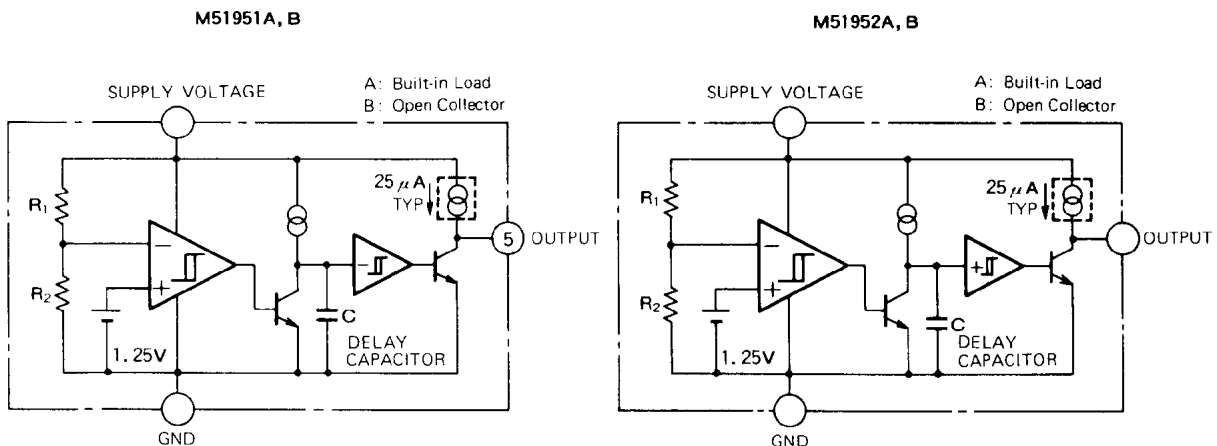 M51951A, B
SUPPLY VOLTAGE
A: Built-in Load
B: Open Collector
R1
R2
25 μA
TYP
5
OUTPUT
−
+
−
1.25V
C
DELAY
CAPACITOR
GND
M51952A, B
SUPPLY VOLTAGE
A: Built-in Load
B: Open Collector
R1
R2
25 μA
TYP
OUTPUT
−
+
+
1.25V
C
DELAY
CAPACITOR
GND